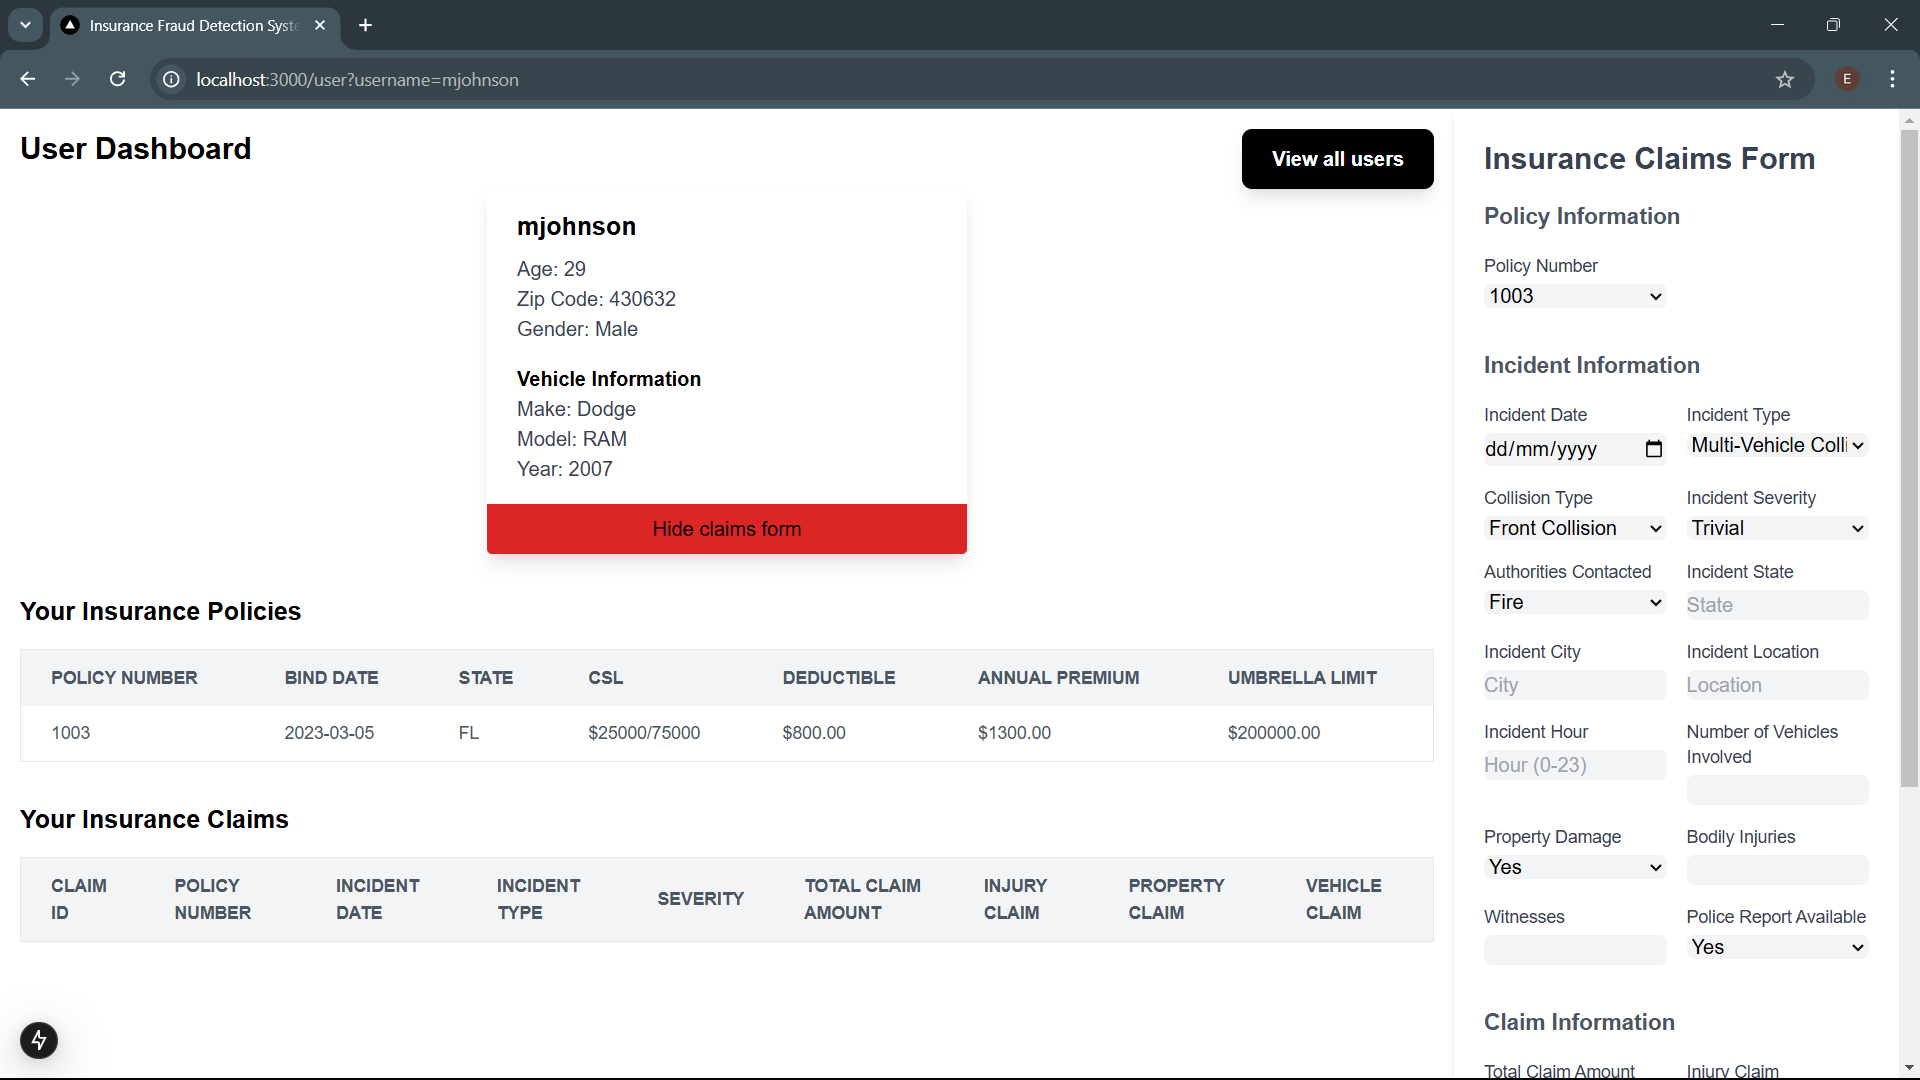 Insurance Fraud Detection Syste
localhost:3000/user?username=mjohnson
E
User Dashboard
View all users
mjohnson
Age: 29
Zip Code: 430632
Gender: Male
Vehicle Information
Make: Dodge
Model: RAM
Year: 2007
Hide claims form
Your Insurance Policies
POLICY NUMBER BIND DATE STATE CSL DEDUCTIBLE ANNUAL PREMIUM UMBRELLA LIMIT
1003 2023-03-05 FL $25000/75000 $800.00 $1300.00 $200000.00
Your Insurance Claims
CLAIM ID POLICY NUMBER INCIDENT DATE INCIDENT TYPE SEVERITY TOTAL CLAIM AMOUNT INJURY CLAIM PROPERTY CLAIM VEHICLE CLAIM
Insurance Claims Form
Policy Information
Policy Number
1003
Incident Information
Incident Date Incident Type
dd/mm/yyyy Multi-Vehicle Colli
Collision Type Incident Severity
Front Collision Trivial
Authorities Contacted Incident State
Fire State
Incident City Incident Location
City Location
Incident Hour Number of Vehicles Involved
Hour (0-23)
Property Damage Bodily Injuries
Yes
Witnesses Police Report Available
Yes
Claim Information
Total Claim Amount Injury Claim